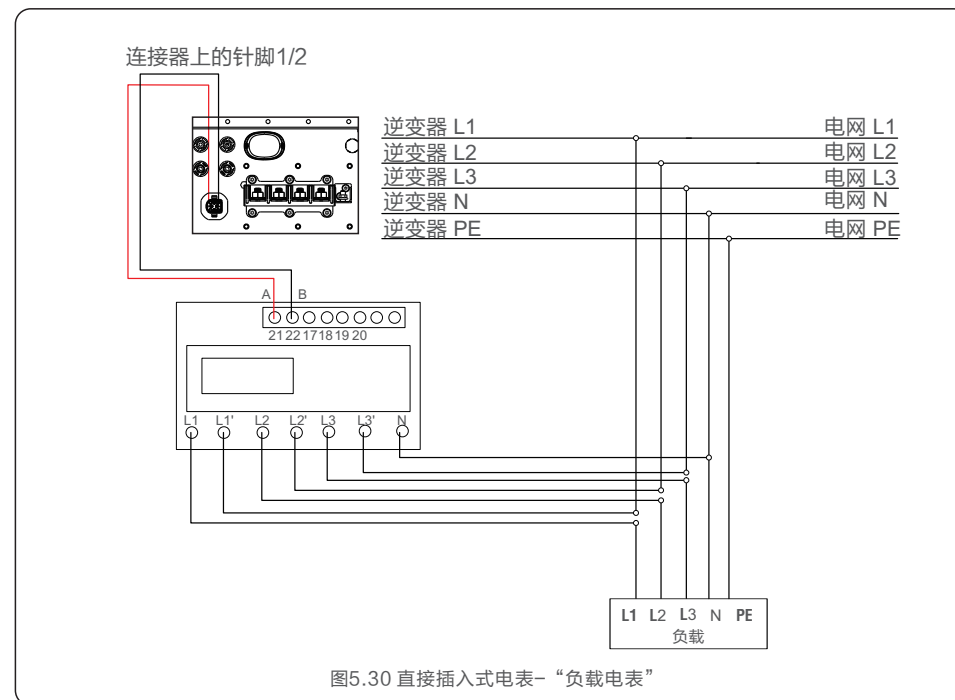 连接器上的针脚1/2
逆变器 L1 电网 L1
逆变器 L2 电网 L2
逆变器 L3 电网 L3
逆变器 N 电网 N
逆变器 PE 电网 PE
A B
21 22 17 18 19 20
L1 L1' L2 L2' L3 L3' N
L1 L2 L3 N PE
负载
图5.30 直接插入式电表–“负载电表”